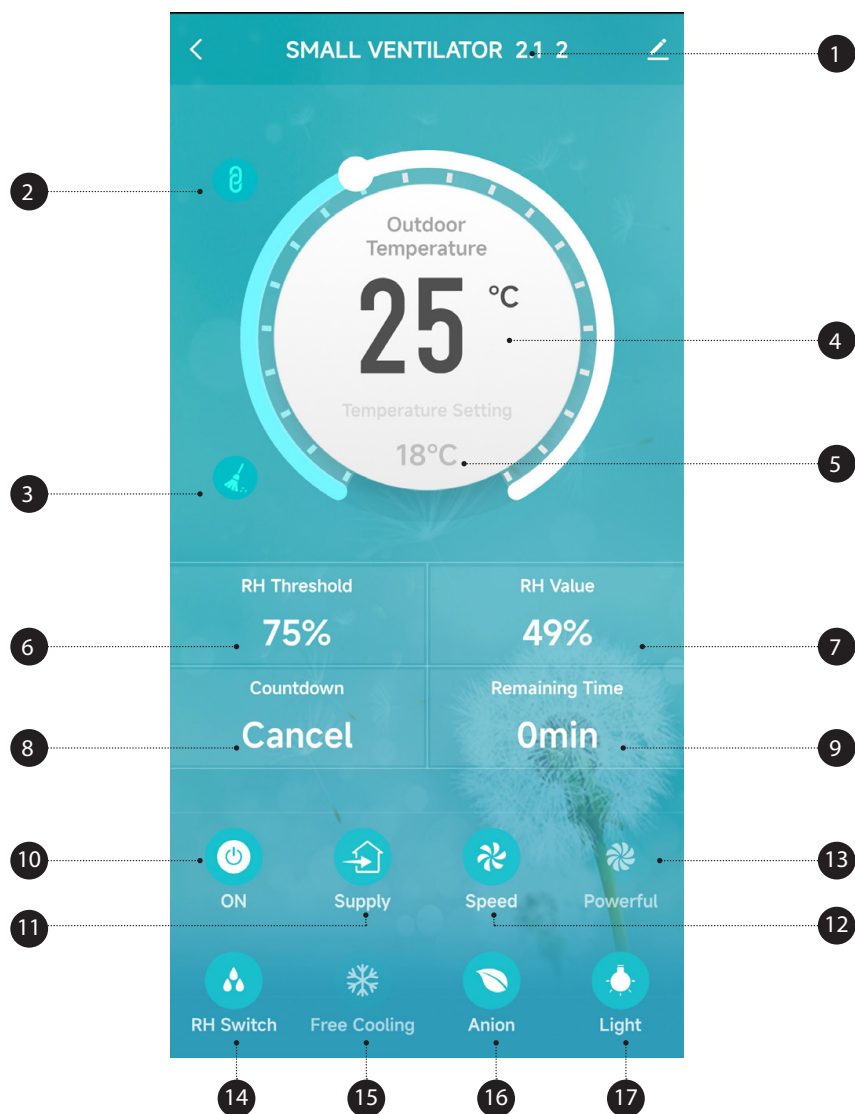 SMALL VENTILATOR 2.1 2
1
2
Outdoor
Temperature
25 °C
4
Temperature Setting
18°C
5
3
RH Threshold
RH Value
75%
49%
6
7
Countdown
Remaining Time
Cancel
0min
8
9
10
13
ON
Supply
Speed
Powerful
11
12
RH Switch
Free Cooling
Anion
Light
14
15
16
17